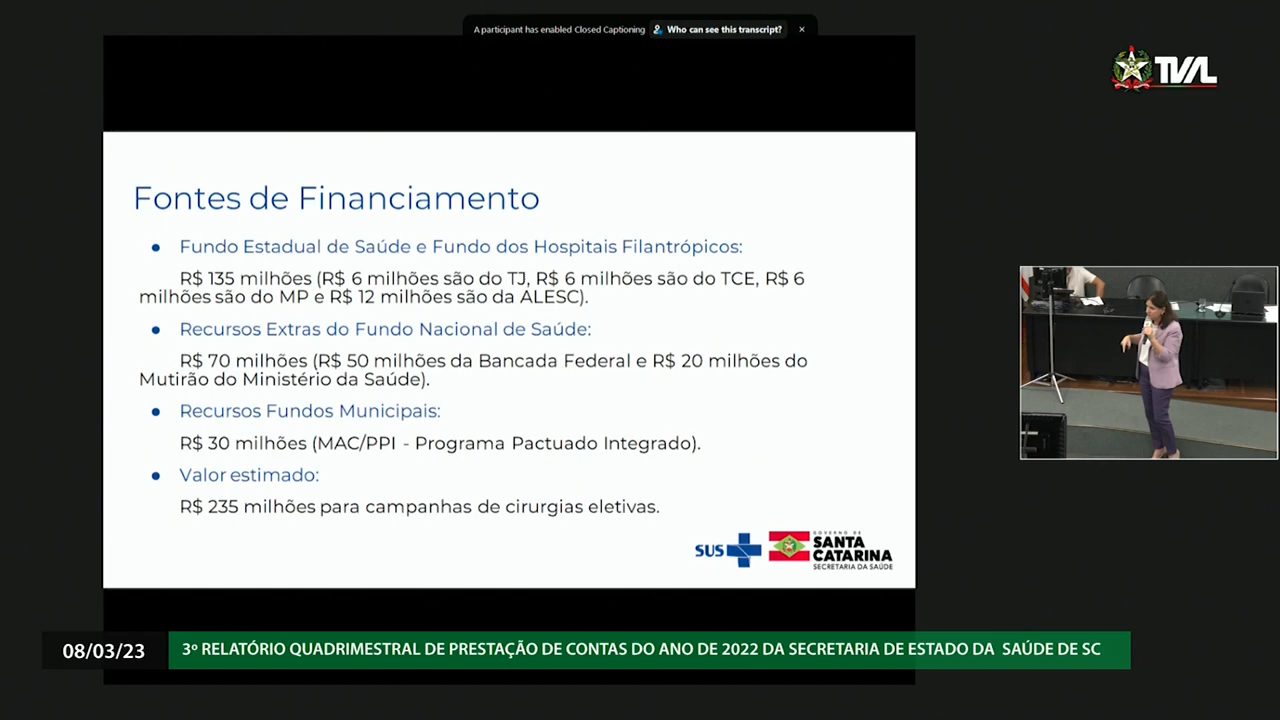 A participant has enabled Closed Captioning Who can see this transcript? ×
TVAL
Fontes de Financiamento
● Fundo Estadual de Saúde e Fundo dos Hospitais Filantrópicos:
R$ 135 milhões (R$ 6 milhões são do TJ, R$ 6 milhões são do TCE, R$ 6
milhões são do MP e R$ 12 milhões são da ALESC).
● Recursos Extras do Fundo Nacional de Saúde:
R$ 70 milhões (R$ 50 milhões da Bancada Federal e R$ 20 milhões do
Mutirão do Ministério da Saúde).
● Recursos Fundos Municipais:
R$ 30 milhões (MAC/PPI - Programa Pactuado Integrado).
● Valor estimado:
R$ 235 milhões para campanhas de cirurgias eletivas.
SUS
GOVERNO DE
SANTA
CATARINA
SECRETARIA DA SAÚDE
08/03/23
3º RELATÓRIO QUADRIMESTRAL DE PRESTAÇÃO DE CONTAS DO ANO DE 2022 DA SECRETARIA DE ESTADO DA SAÚDE DE SC